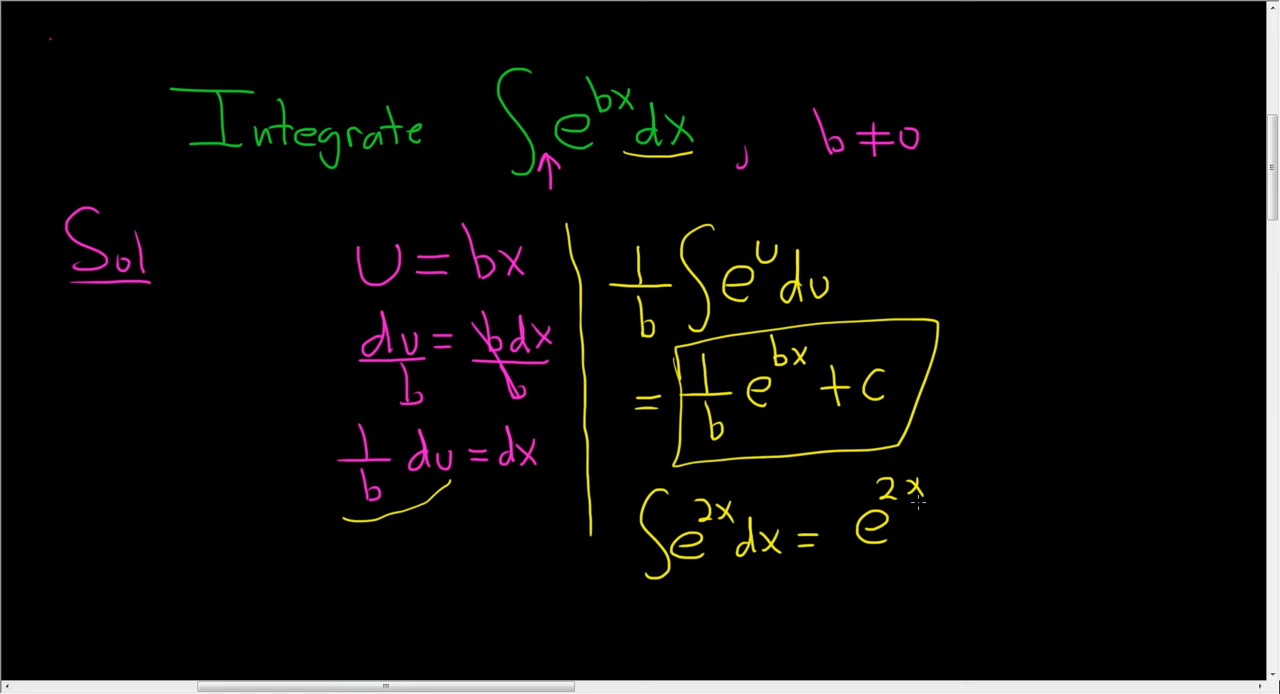 Integrate ∫ e^{bx} dx , b ≠ 0
Sol
U = bx
du/b = bdx/b
1/b du = dx
1/b ∫ e^u du
= 1/b e^{bx} + c
∫ e^{2x} dx = e^{2x}